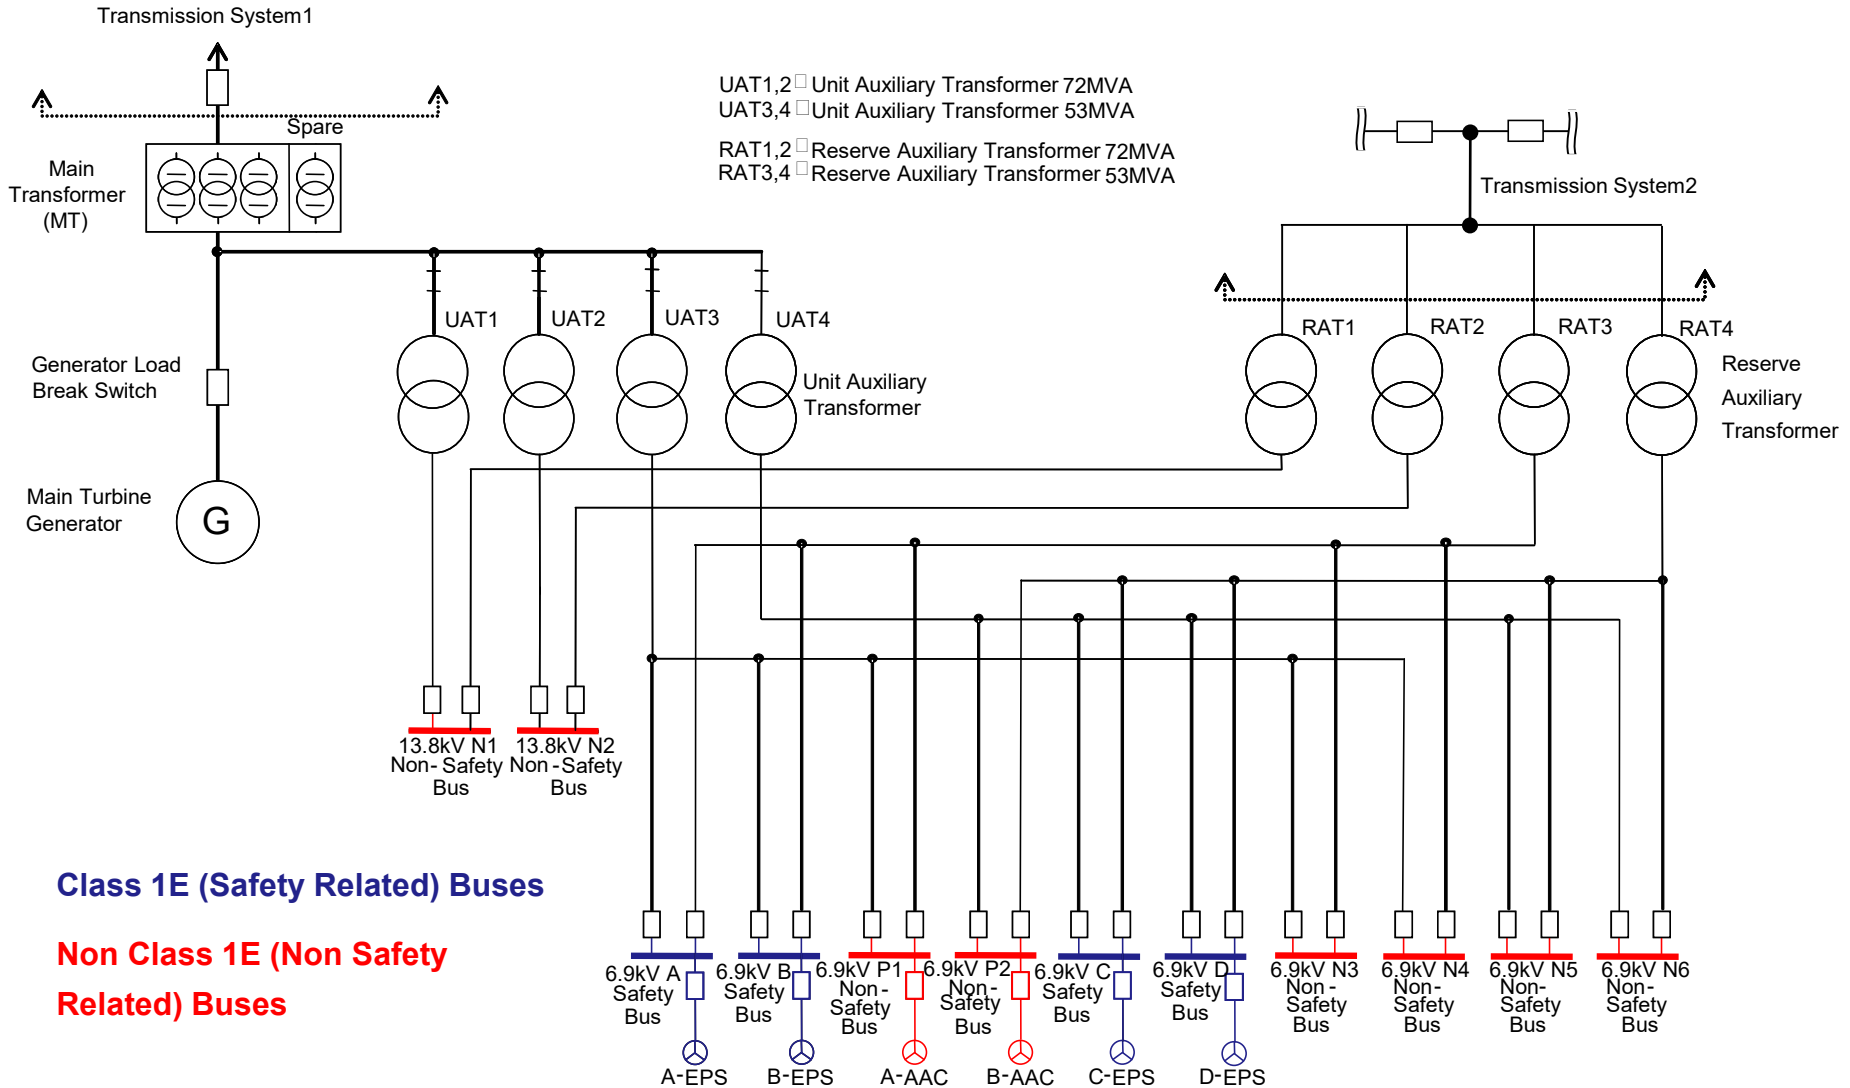 Transmission System1
UAT1,2 □ Unit Auxiliary Transformer 72MVA
UAT3,4 □ Unit Auxiliary Transformer 53MVA
RAT1,2 □ Reserve Auxiliary Transformer 72MVA
RAT3,4 □ Reserve Auxiliary Transformer 53MVA
Spare
Main
Transformer
(MT)
Transmission System2
UAT1
UAT2
UAT3
UAT4
RAT1
RAT2
RAT3
RAT4
Generator Load
Break Switch
Unit Auxiliary
Transformer
Reserve
Auxiliary
Transformer
Main Turbine
Generator
G
13.8kV N1
Non-Safety
Bus
13.8kV N2
Non-Safety
Bus
Class 1E (Safety Related) Buses
Non Class 1E (Non Safety
Related) Buses
6.9kV A
Safety
Bus
6.9kV B
Safety
Bus
6.9kV P1
Non-
Safety
Bus
6.9kV P2
Non-
Safety
Bus
6.9kV C
Safety
Bus
6.9kV D
Safety
Bus
6.9kV N3
Non-
Safety
Bus
6.9kV N4
Non-
Safety
Bus
6.9kV N5
Non-
Safety
Bus
6.9kV N6
Non-
Safety
Bus
A-EPS
B-EPS
A-AAC
B-AAC
C-EPS
D-EPS